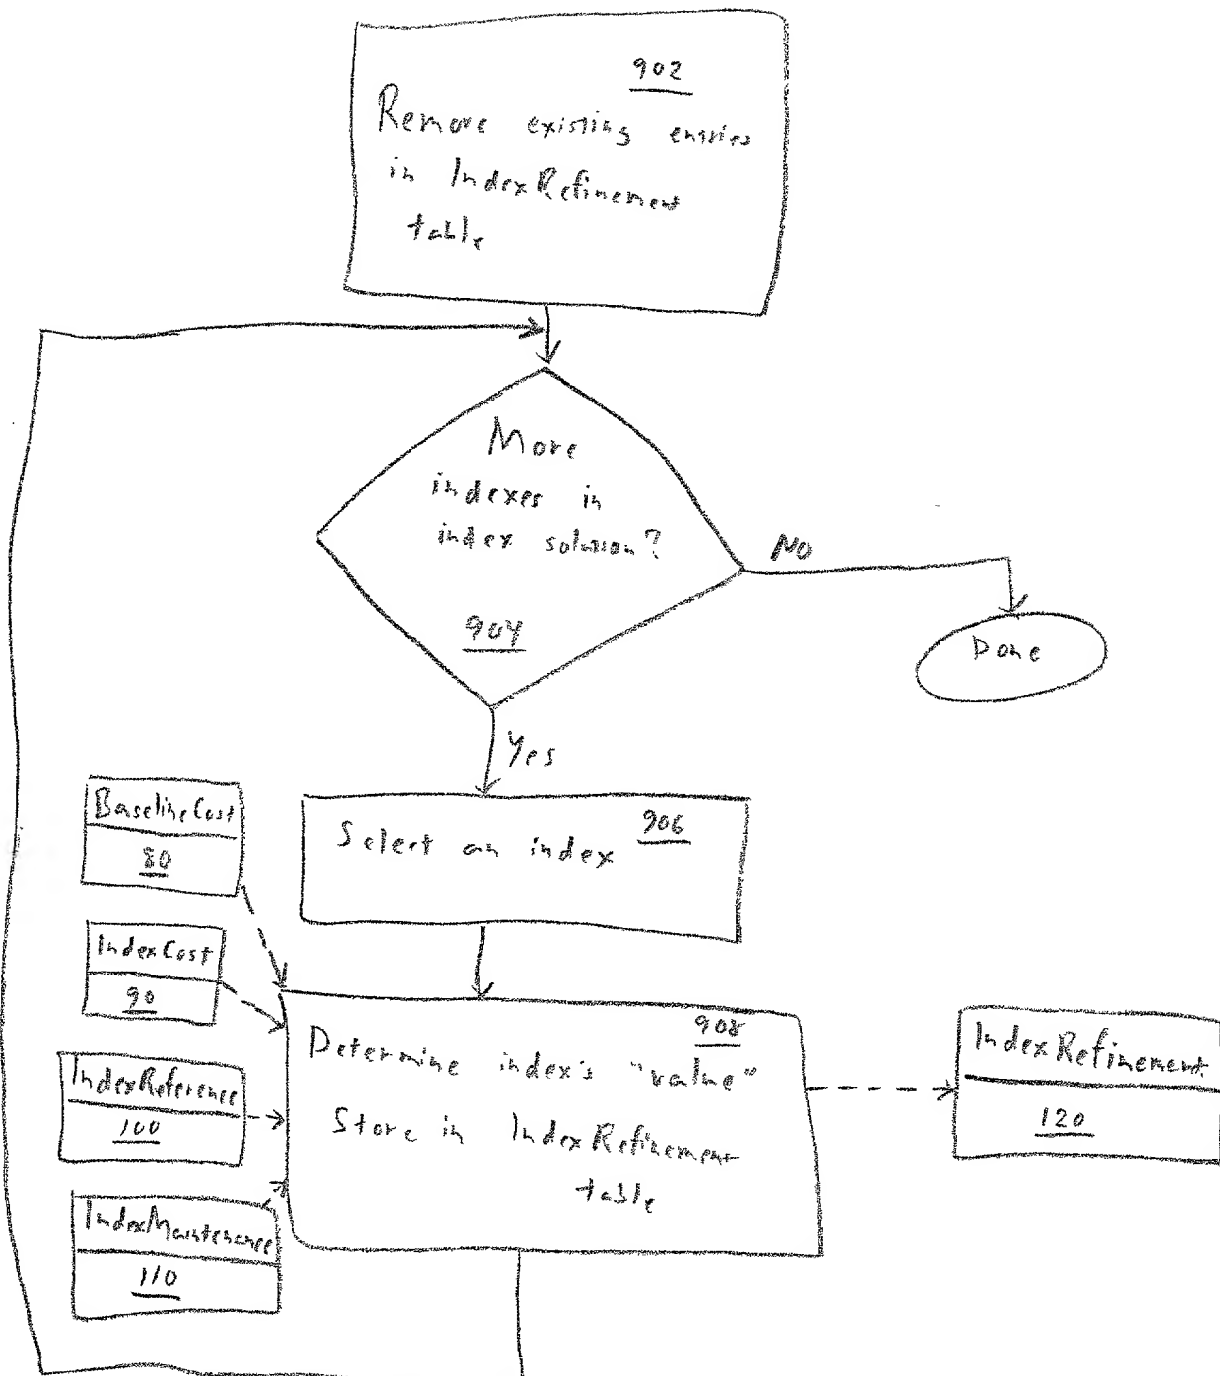 902
Remove existing entries
in IndexRefinement
table
More
indexes in
index solution?
904
No
Done
Yes
BaselineCost
80
Select an index
906
IndexCost
90
908
Determine index's "value"
Store in IndexRefinement
table
IndexReference
100
IndexMaintenance
110
IndexRefinement
120